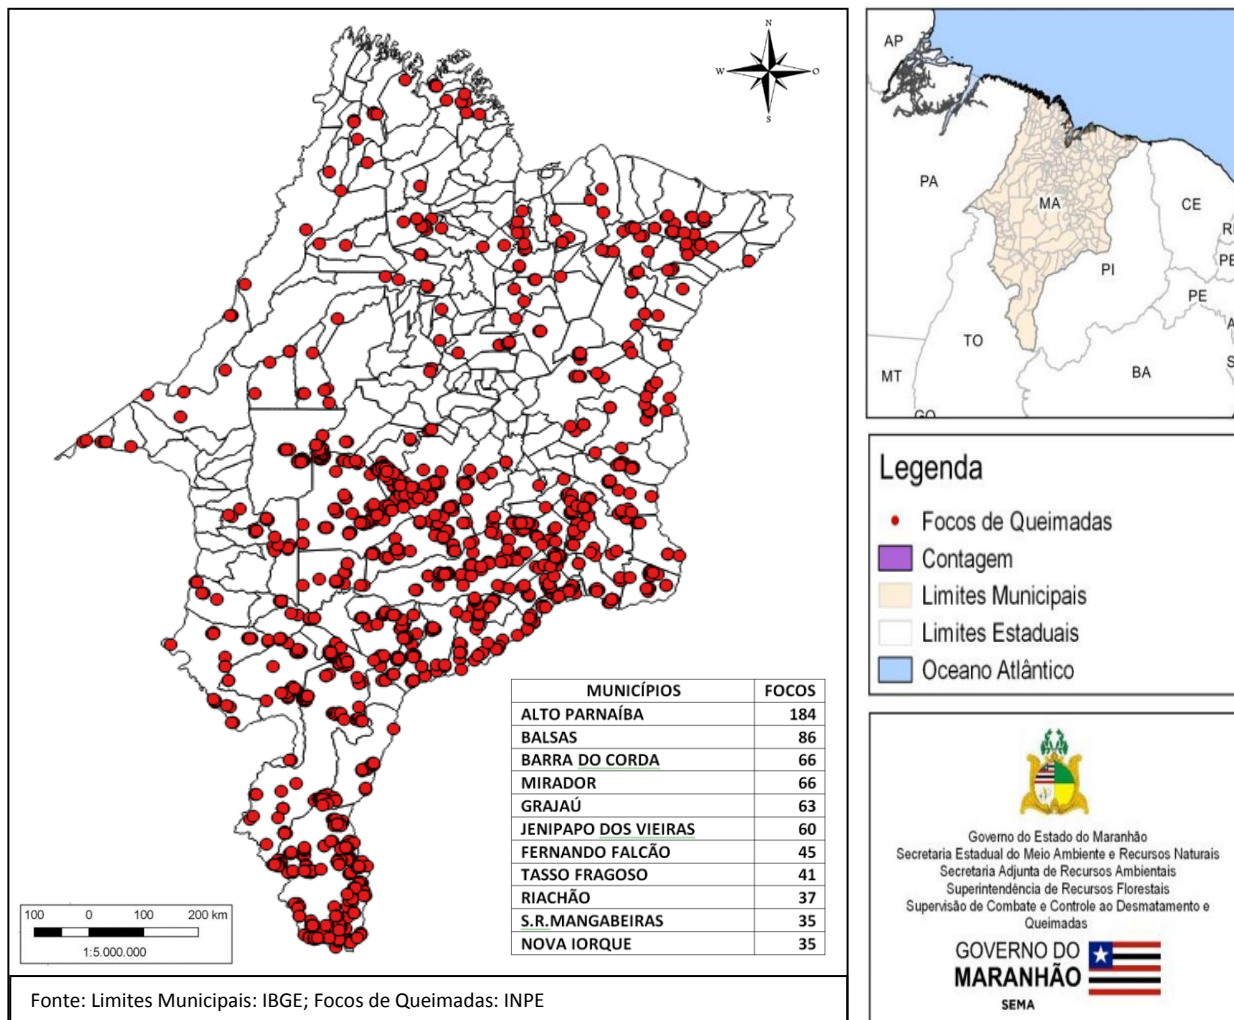 N
W
O
S
MUNICÍPIOS FOCOS
ALTO PARNAÍBA 184
BALSAS 86
BARRA DO CORDA 66
MIRADOR 66
GRAJAÚ 63
JENIPAPO DOS VIEIRAS 60
FERNANDO FALCÃO 45
TASSO FRAGOSO 41
RIACHÃO 37
S.R.MANGABEIRAS 35
NOVA IORQUE 35
100 0 100 200 km
1:5.000.000
Fonte: Limites Municipais: IBGE; Focos de Queimadas: INPE
AP
PA
MA
CE
R
PB
PI
PE
A
TO
S
MT
BA
GO
Legenda
Focos de Queimadas
Contagem
Limites Municipais
Limites Estaduais
Oceano Atlântico
Governo do Estado do Maranhão
Secretaria Estadual do Meio Ambiente e Recursos Naturais
Secretaria Adjunta de Recursos Ambientais
Superintendência de Recursos Florestais
Supervisão de Combate e Controle ao Desmatamento e
Queimadas
GOVERNO DO
MARANHÃO
SEMA